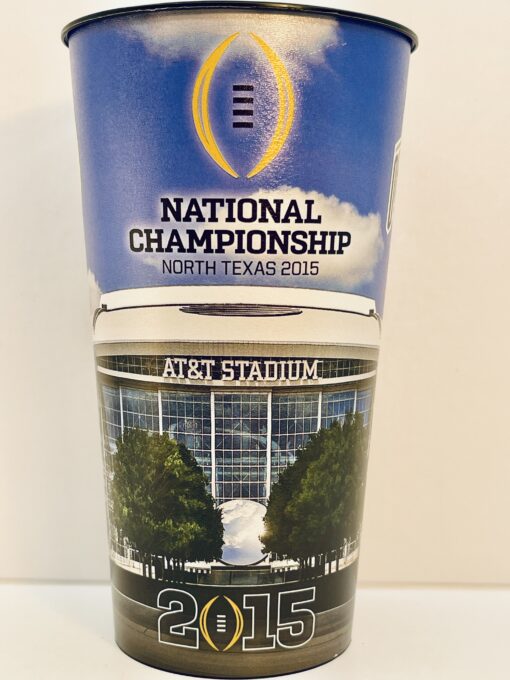 NATIONAL
CHAMPIONSHIP
NORTH TEXAS 2015
AT&T STADIUM
2015